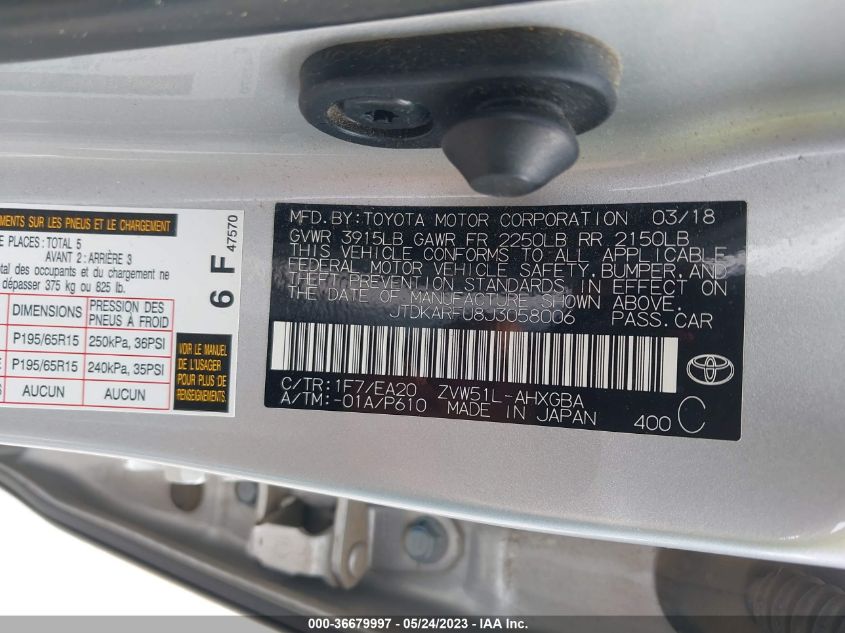 MENTS SUR LES PNEUS ET LE CHARGEMENT
E PLACES: TOTAL 5
AVANT 2: ARRIÈRE 3
total des occupants et du chargement ne
dépasser 375 kg ou 825 lb.
DIMENSIONS PRESSION DES PNEUS À FROID
P195/65R15 250kPa, 36PSI
P195/65R15 240kPa, 35PSI
AUCUN AUCUN
6 F 47570
VOIR LE MANUEL
DE L'USAGER
POUR PLUS DE
RENSEIGNEMENTS
MFD. BY: TOYOTA MOTOR CORPORATION 03/18
GVWR 3915LB GAWR FR 2250LB RR 2150LB
THIS VEHICLE CONFORMS TO ALL APPLICABLE
FEDERAL MOTOR VEHICLE SAFETY, BUMPER, AND
THEFT PREVENTION STANDARDS IN EFFECT ON
THE DATE OF MANUFACTURE SHOWN ABOVE
JTDKARFU8J3058006 PASS. CAR
C/TR: 1F7/EA20 ZVW51L-AHXGBA
A/TM: -01A/P610 MADE IN JAPAN
400 C
TOYOTA
000-36679997 - 05/24/2023 - IAAI.com.